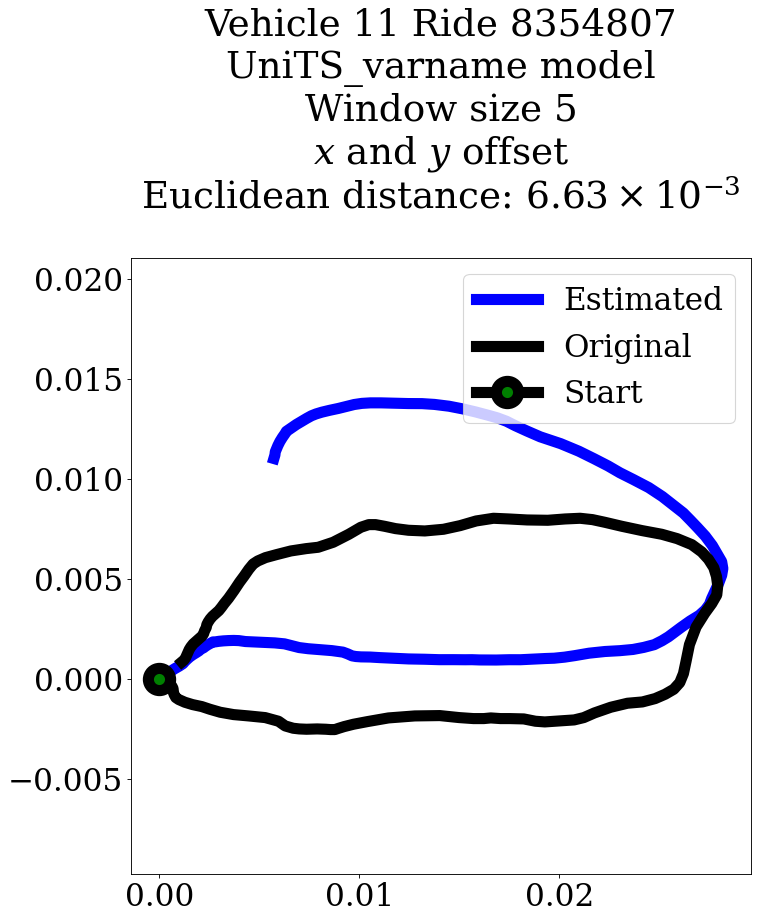 Vehicle 11 Ride 8354807
UniTS_varname model
Window size 5
x and y offset
Euclidean distance: 6.63 × 10⁻³
Estimated
Original
Start
0.020
0.015
0.010
0.005
0.000
−0.005
0.00 0.01 0.02